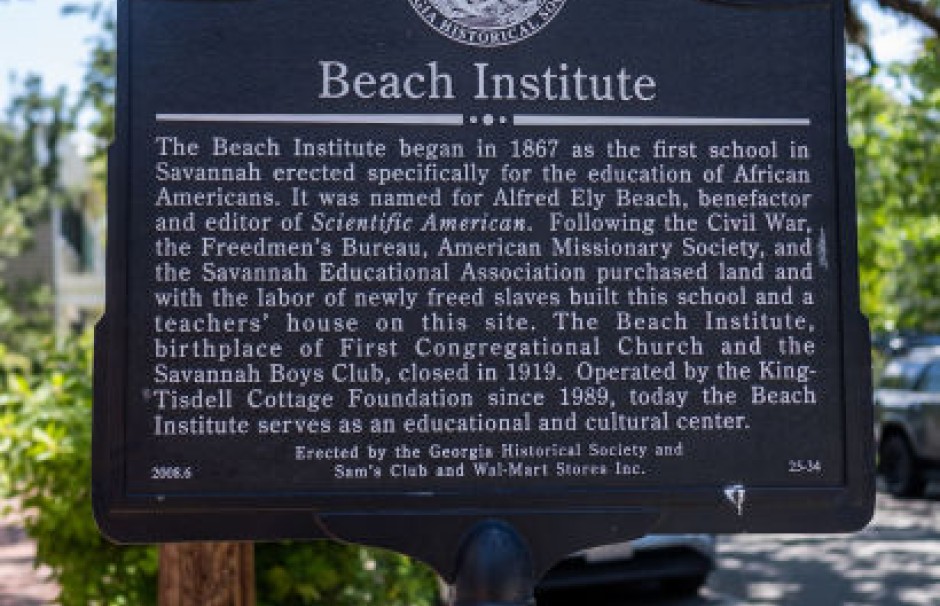 GIA HISTORICAL SO
Beach Institute
The Beach Institute began in 1867 as the first school in
Savannah erected specifically for the education of African
Americans. It was named for Alfred Ely Beach, benefactor
and editor of Scientific American. Following the Civil War,
the Freedmen's Bureau, American Missionary Society, and
the Savannah Educational Association purchased land and
with the labor of newly freed slaves built this school and a
teachers' house on this site. The Beach Institute,
birthplace of First Congregational Church and the
Savannah Boys Club, closed in 1919. Operated by the King-
Tisdell Cottage Foundation since 1989, today the Beach
Institute serves as an educational and cultural center.
Erected by the Georgia Historical Society and
Sam's Club and Wal-Mart Stores Inc.
2008.6
25-34